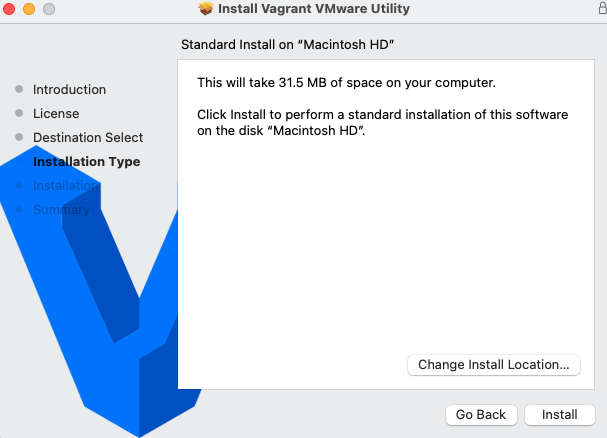 Install Vagrant VMware Utility
Standard Install on “Macintosh HD”
Introduction
License
Destination Select
Installation Type
Installation
Summary
This will take 31.5 MB of space on your computer.
Click Install to perform a standard installation of this software
on the disk “Macintosh HD”.
Change Install Location...
Go Back
Install